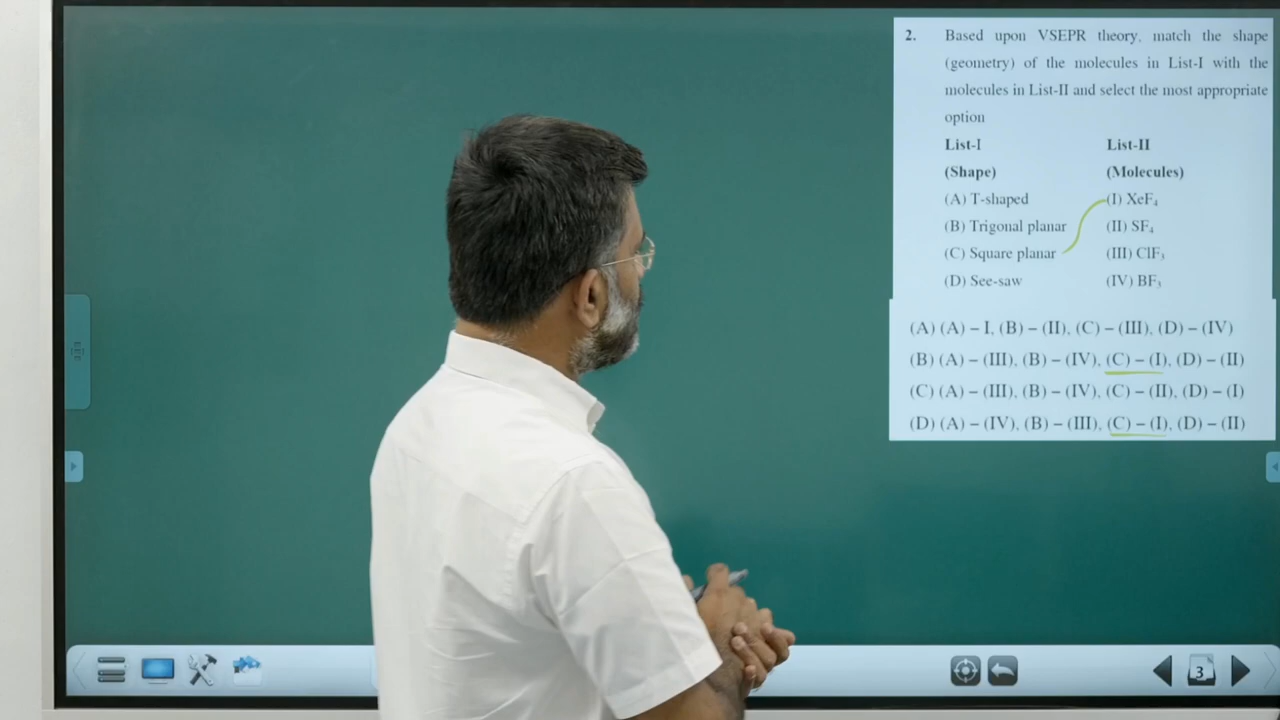 2. Based upon VSEPR theory, match the shape
(geometry) of the molecules in List-I with the
molecules in List-II and select the most appropriate
option
List-I List-II
(Shape) (Molecules)
(A) T-shaped (I) XeF₄
(B) Trigonal planar (II) SF₄
(C) Square planar (III) ClF₃
(D) See-saw (IV) BF₃
(A) (A) – I, (B) – (II), (C) – (III), (D) – (IV)
(B) (A) – (III), (B) – (IV), (C) – (I), (D) – (II)
(C) (A) – (III), (B) – (IV), (C) – (II), (D) – (I)
(D) (A) – (IV), (B) – (III), (C) – (I), (D) – (II)
3